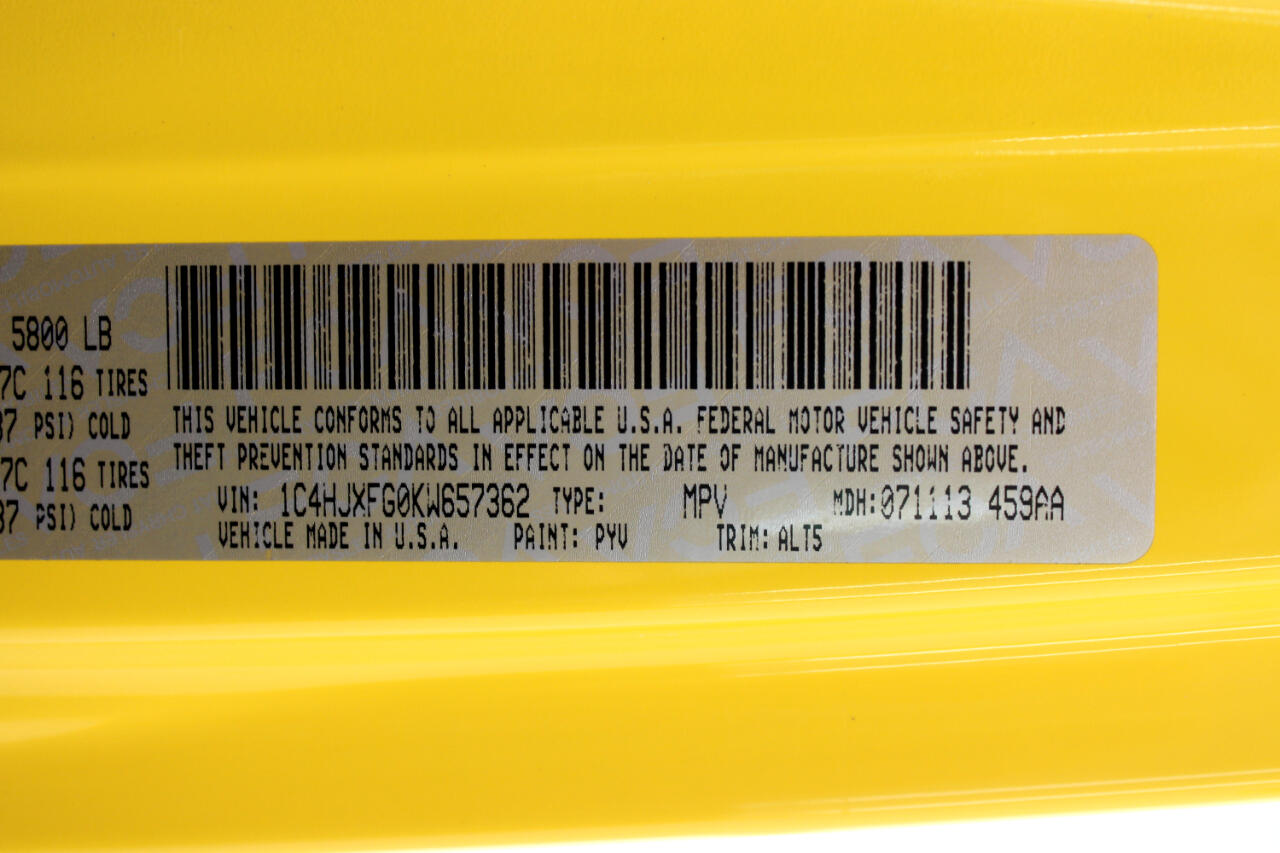 5800 LB
7C 116 TIRES
37 PSI) COLD
7C 116 TIRES
37 PSI) COLD
THIS VEHICLE CONFORMS TO ALL APPLICABLE U.S.A. FEDERAL MOTOR VEHICLE SAFETY AND
THEFT PREVENTION STANDARDS IN EFFECT ON THE DATE OF MANUFACTURE SHOWN ABOVE.
VIN: 1C4HJXFG0KW657362 TYPE: MPV MDH:071113 459AA
VEHICLE MADE IN U.S.A. PAINT: PYV TRIM: ALT5